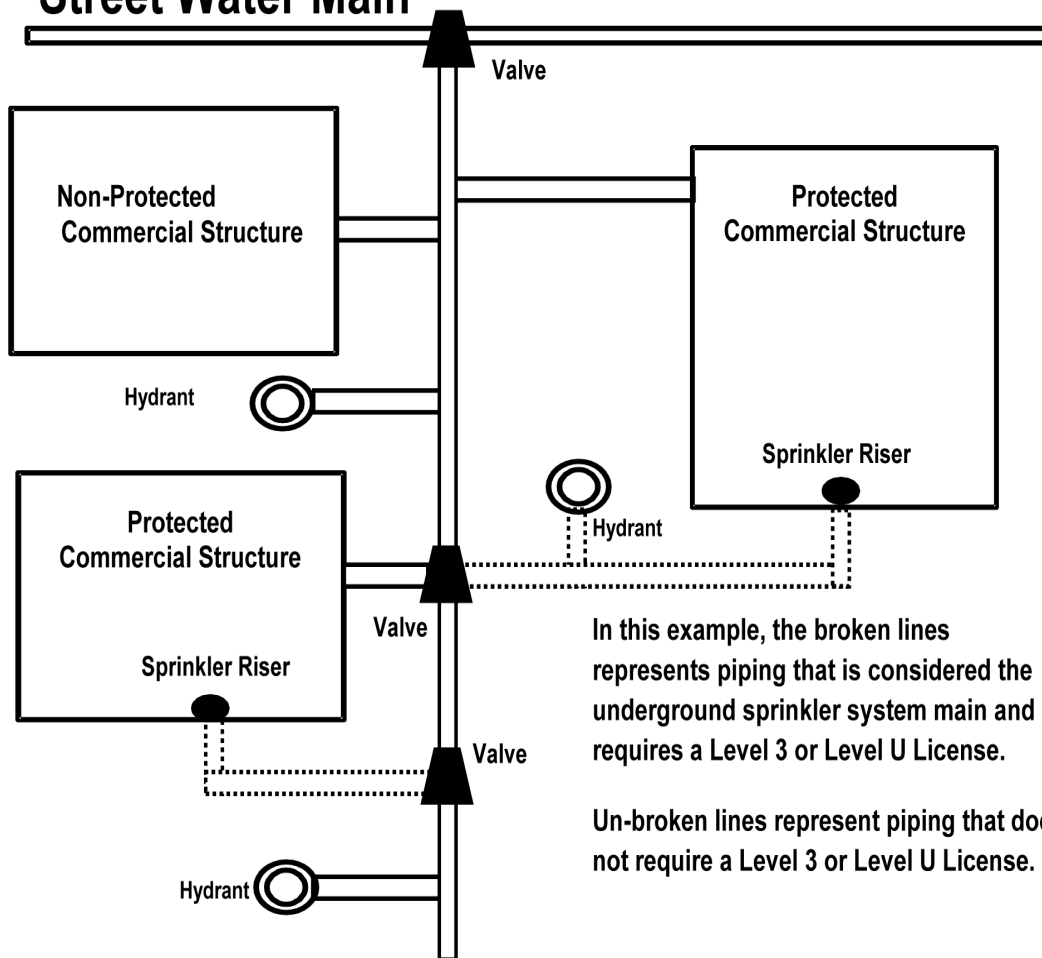 Street Water Main
Valve
Non-Protected
Commercial Structure
Protected
Commercial Structure
Hydrant
Sprinkler Riser
Protected
Commercial Structure
Hydrant
Valve
Sprinkler Riser
In this example, the broken lines
represents piping that is considered the
underground sprinkler system main and
requires a Level 3 or Level U License.
Valve
Un-broken lines represent piping that doe
not require a Level 3 or Level U License.
Hydrant